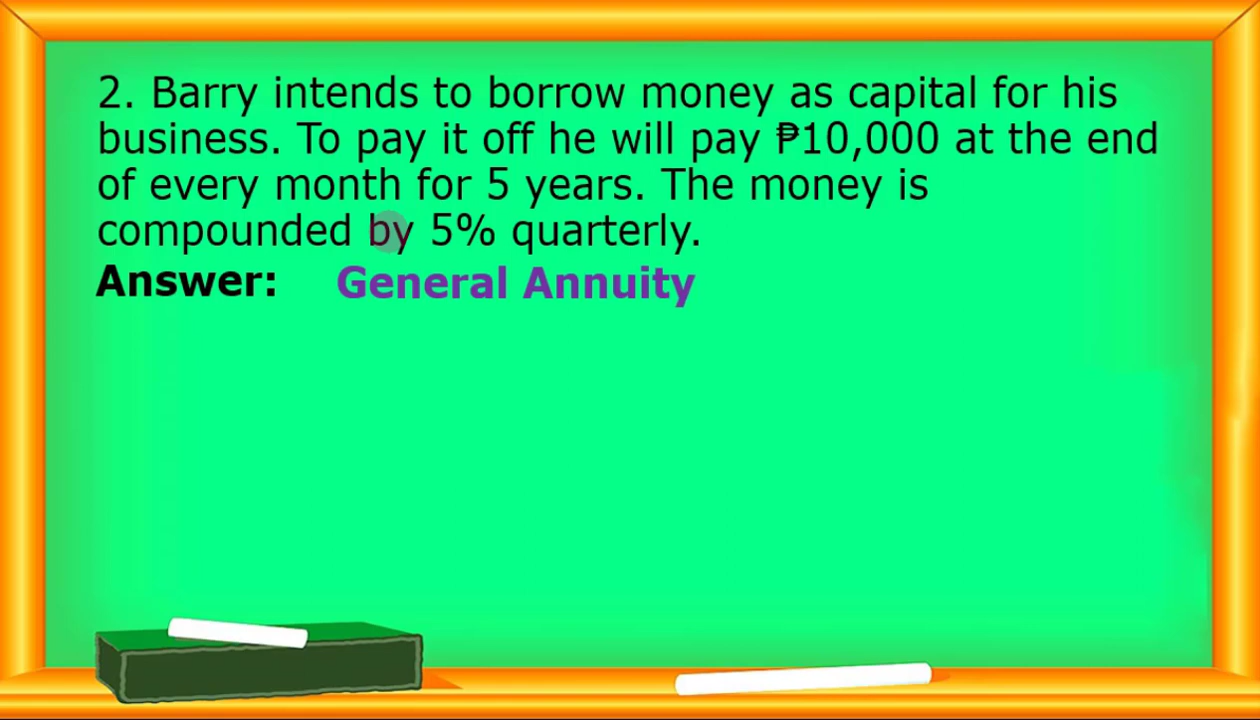 2. Barry intends to borrow money as capital for his
business. To pay it off he will pay ₱10,000 at the end
of every month for 5 years. The money is
compounded by 5% quarterly.
Answer: General Annuity